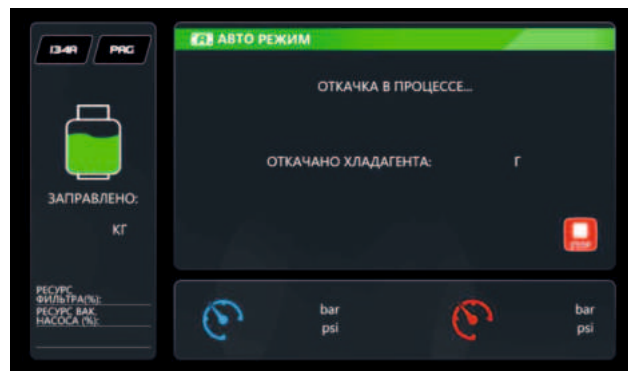 134A PAG
ЗАПРАВЛЕНО:
КГ
РЕСУРС
ФИЛЬТРА(%):
РЕСУРС ВАК.
НАСОСА (%):
A АВТО РЕЖИМ
ОТКАЧКА В ПРОЦЕССЕ...
ОТКАЧАНО ХЛАДАГЕНТА: Г
STOP
bar
psi
bar
psi